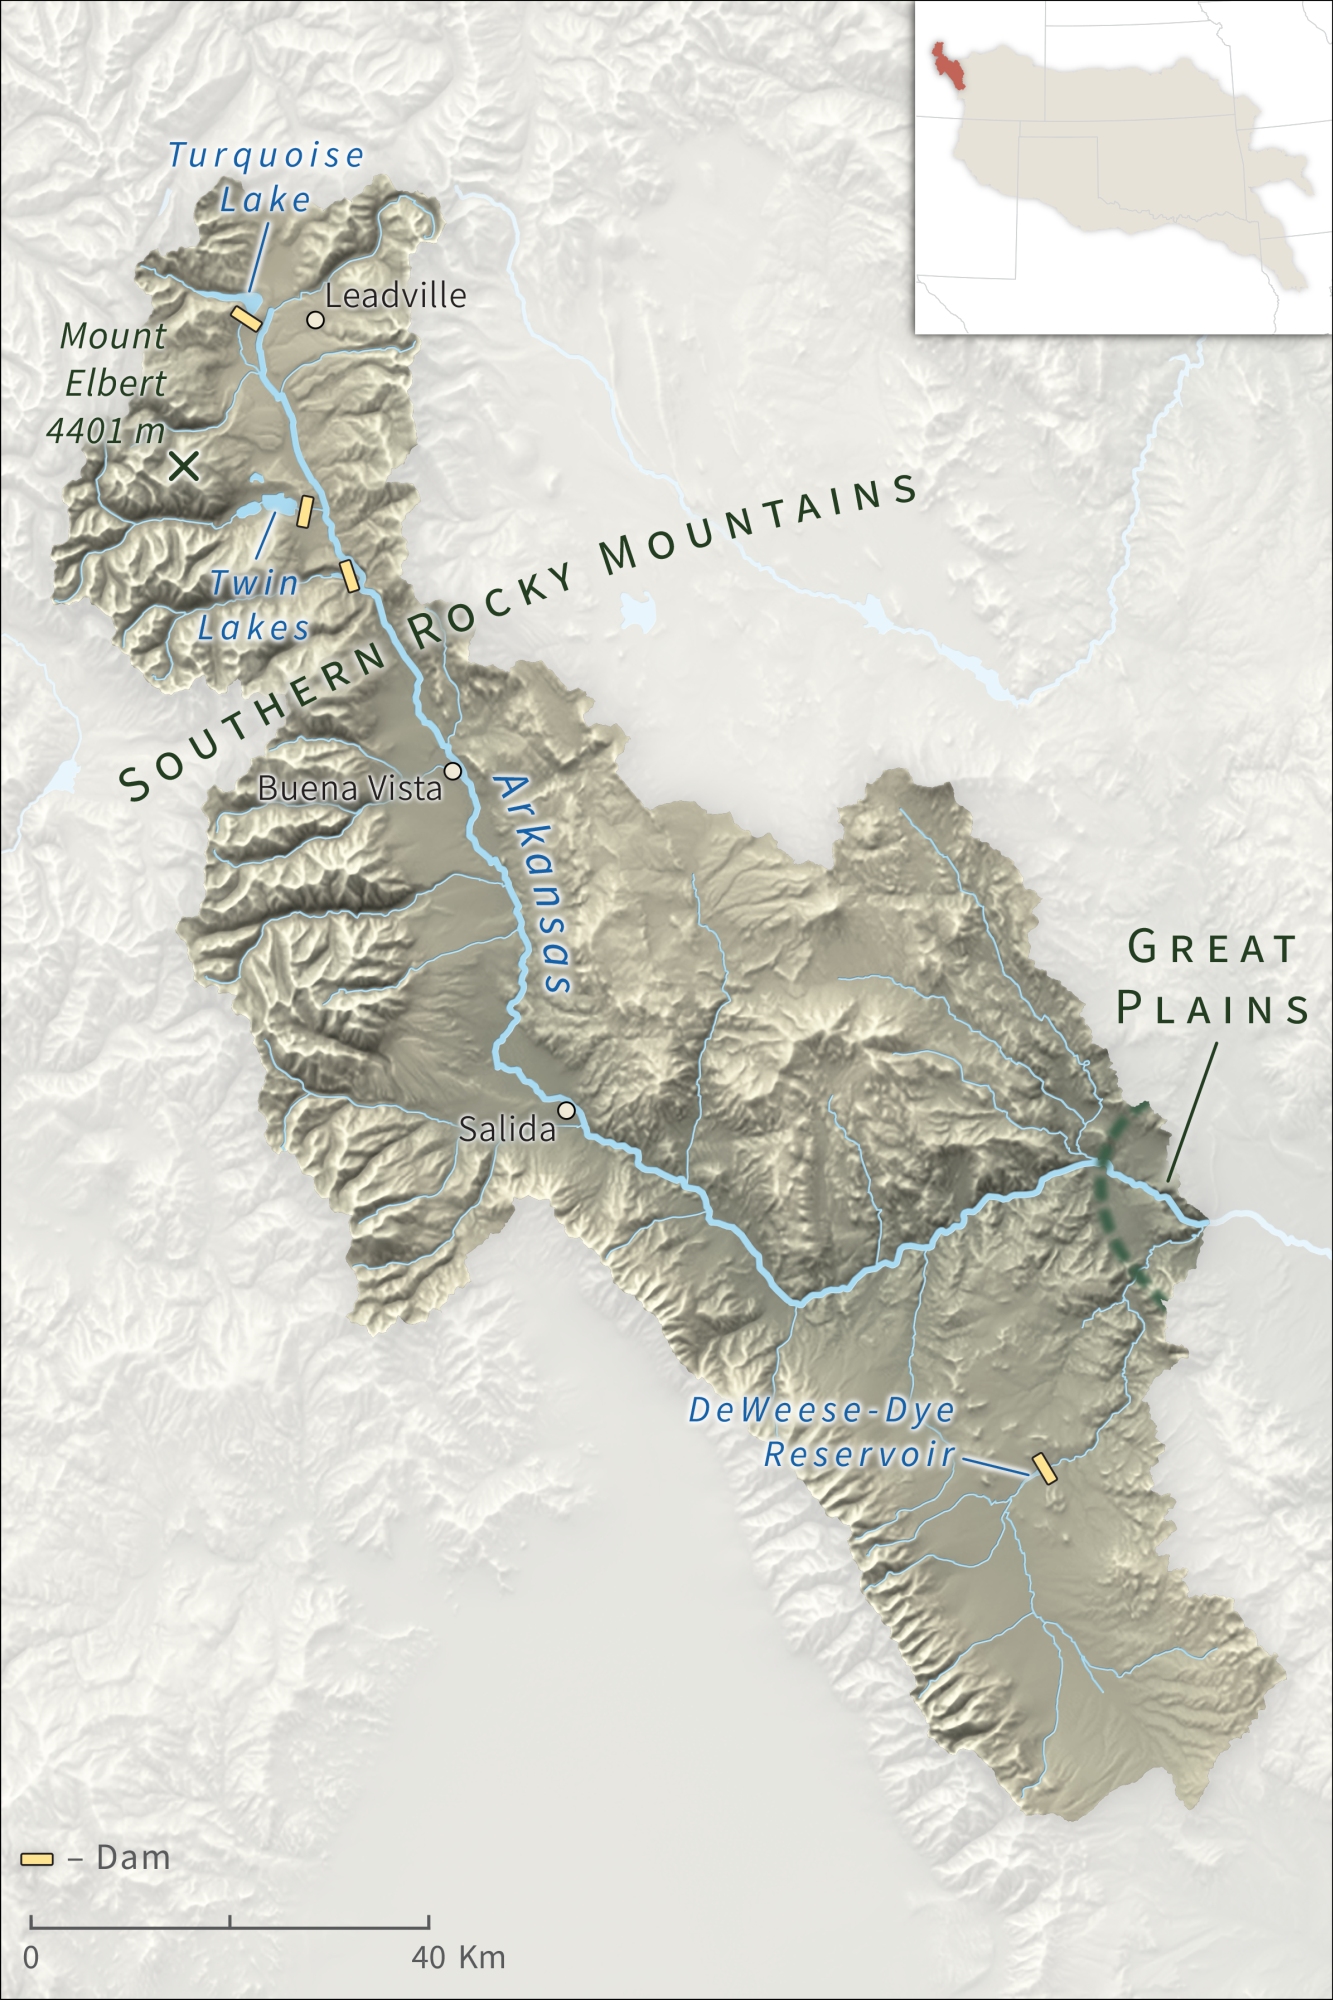 Turquoise
Lake
Leadville
Mount
Elbert
4401 m
Twin
Lakes
Southern Rocky Mountains
Buena Vista
Arkansas
Great
Plains
Salida
DeWeese-Dye
Reservoir
– Dam
0
40 Km